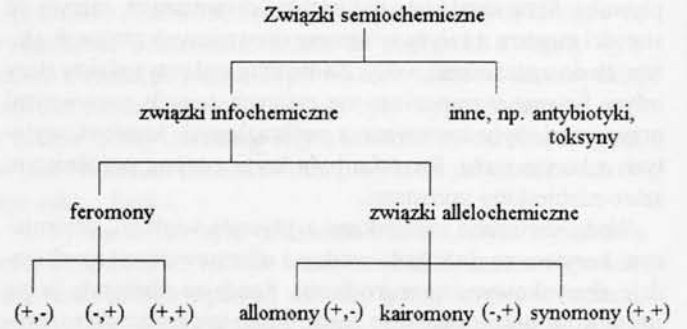 Związki semiochemiczne
związki infochemiczne inne, np. antybiotyki,
toksyny
feromony związki allelochemiczne
(+,-) (-,+) (+,+) allomony (+,-) kairomony (-,+) synomony (+,+)